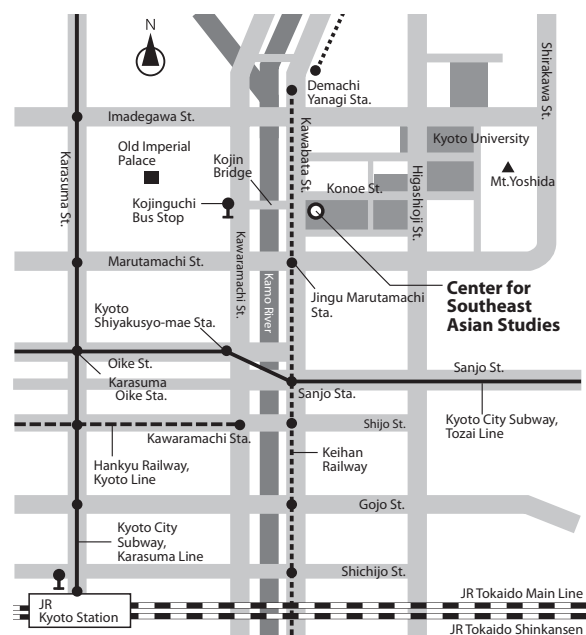 N
Demachi
Yanagi Sta.
Shirakawa St.
Imadegawa St.
Kawabata St.
Kyoto University
Old Imperial
Palace
Kojin
Bridge
Karasuma St.
Konoe St.
Higashioji St.
Mt.Yoshida
Kojinguchi
Bus Stop
Marutamachi St.
Kawaramachi St.
Kamo River
Jingu Marutamachi
Sta.
Center for
Southeast
Asian Studies
Kyoto
Shiyakusyo-mae Sta.
Oike St.
Sanjo St.
Karasuma
Oike Sta.
Sanjo Sta.
Kyoto City Subway,
Tozai Line
Shijo St.
Kawaramachi Sta.
Hankyu Railway,
Kyoto Line
Keihan
Railway
Gojo St.
Kyoto City
Subway,
Karasuma Line
Shichijo St.
JR
Kyoto Station
JR Tokaido Main Line
JR Tokaido Shinkansen